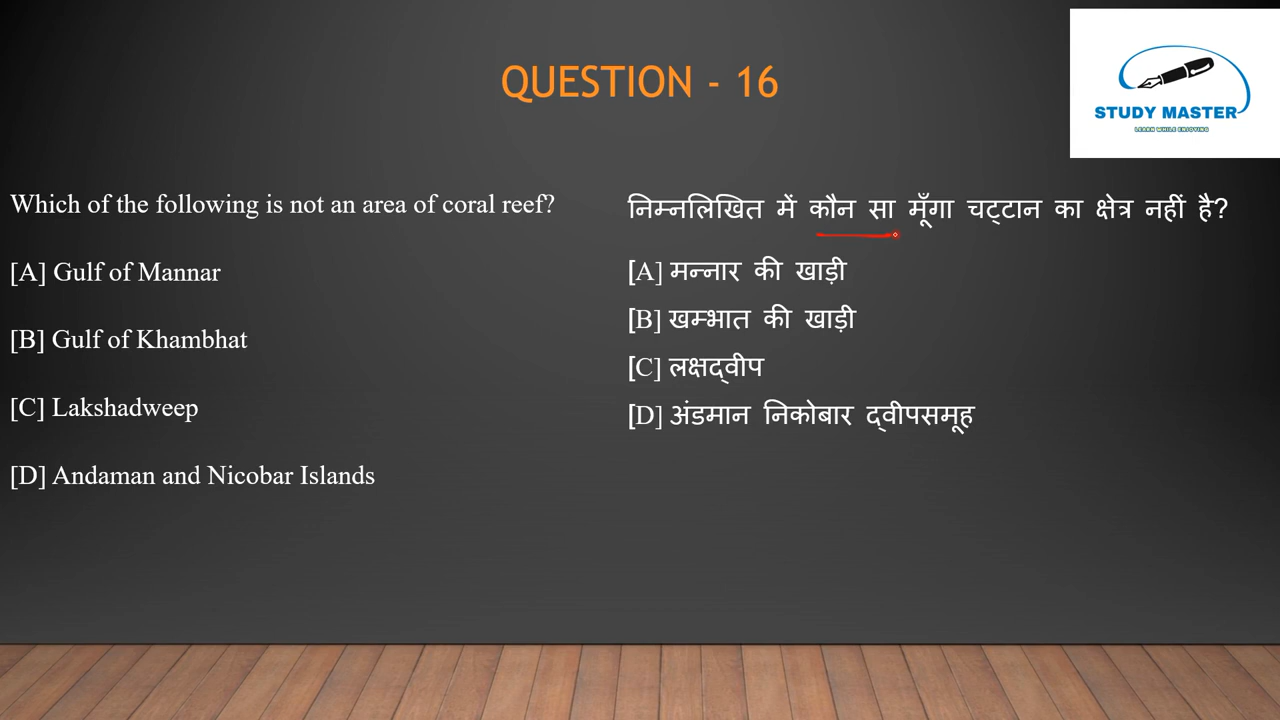 QUESTION - 16
STUDY MASTER
LEARN WHILE ENJOYING
Which of the following is not an area of coral reef?
[A] Gulf of Mannar
[B] Gulf of Khambhat
[C] Lakshadweep
[D] Andaman and Nicobar Islands
निम्नलिखित में कौन सा मूँगा चट्टान का क्षेत्र नहीं है?
[A] मन्नार की खाड़ी
[B] खम्भात की खाड़ी
[C] लक्षद्वीप
[D] अंडमान निकोबार द्वीपसमूह